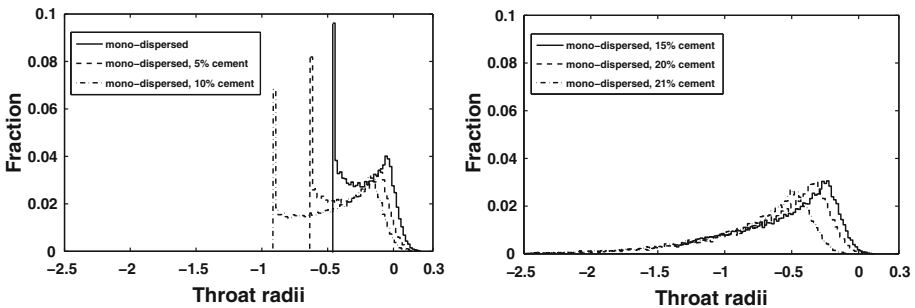 0.1
0.08
0.06
0.04
0.02
0
Fraction
mono-dispersed
mono-dispersed, 5% cement
mono-dispersed, 10% cement
-2.5 -2 -1.5 -1 -0.5 0 0.3
Throat radii
0.1
0.08
0.06
0.04
0.02
0
Fraction
mono-dispersed, 15% cement
mono-dispersed, 20% cement
mono-dispersed, 21% cement
-2.5 -2 -1.5 -1 -0.5 0 0.3
Throat radii